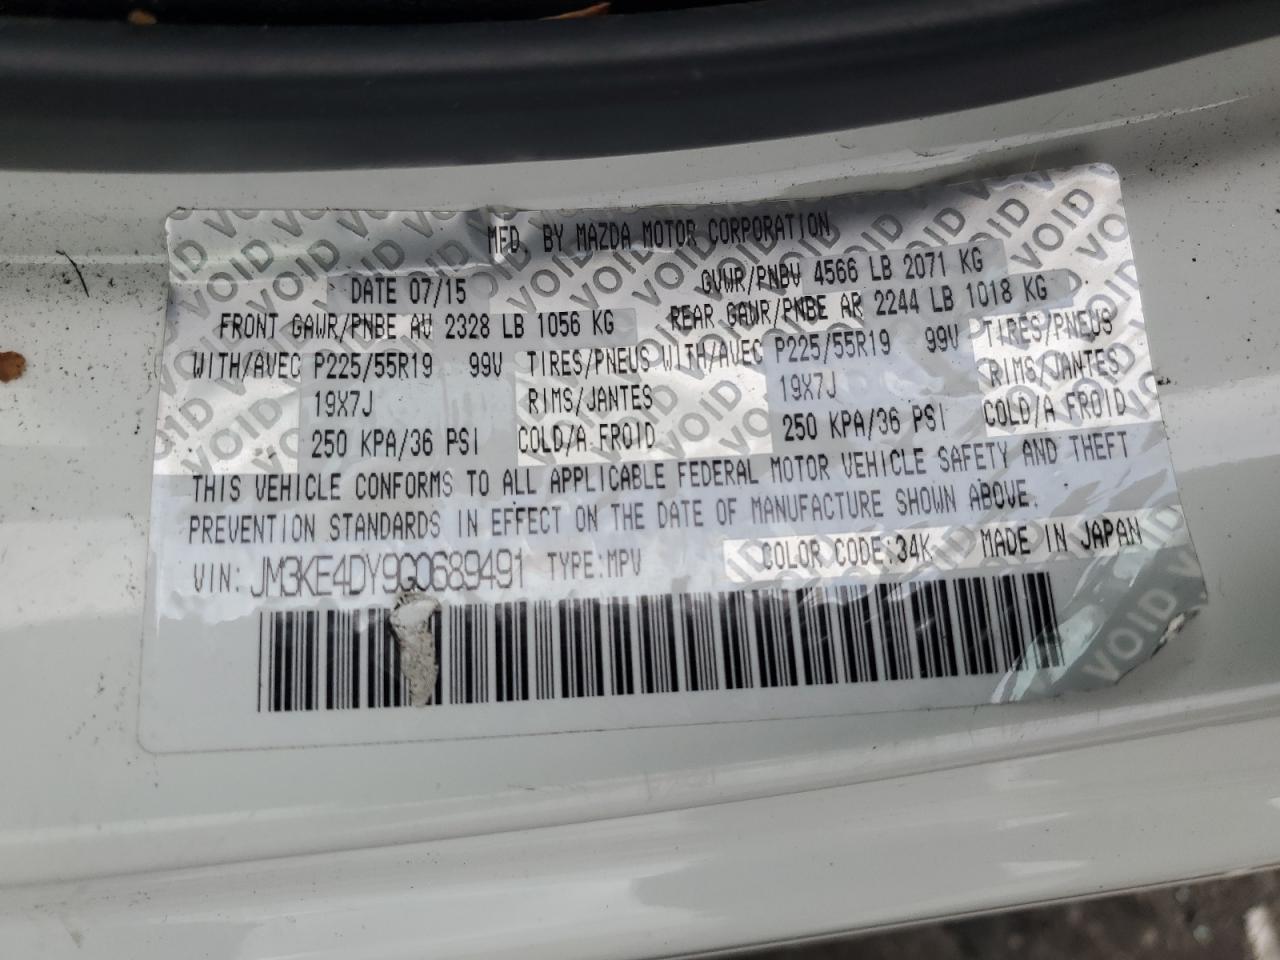 MFD. BY MAZDA MOTOR CORPORATION
DATE 07/15 GVWR/PNBV 4566 LB 2071 KG
FRONT GAWR/PNBE AV 2328 LB 1056 KG REAR GAWR/PNBE AR 2244 LB 1018 KG
WITH/AVEC P225/55R19 99V TIRES/PNEUS WITH/AVEC P225/55R19 99V TIRES/PNEUS
19X7J RIMS/JANTES 19X7J RIMS/JANTES
250 KPA/36 PSI COLD/A FROID 250 KPA/36 PSI COLD/A FROID
THIS VEHICLE CONFORMS TO ALL APPLICABLE FEDERAL MOTOR VEHICLE SAFETY AND THEFT
PREVENTION STANDARDS IN EFFECT ON THE DATE OF MANUFACTURE SHOWN ABOVE.
VIN: JM3KE4DY9G0689491 TYPE:MPV COLOR CODE:34K MADE IN JAPAN
VOID